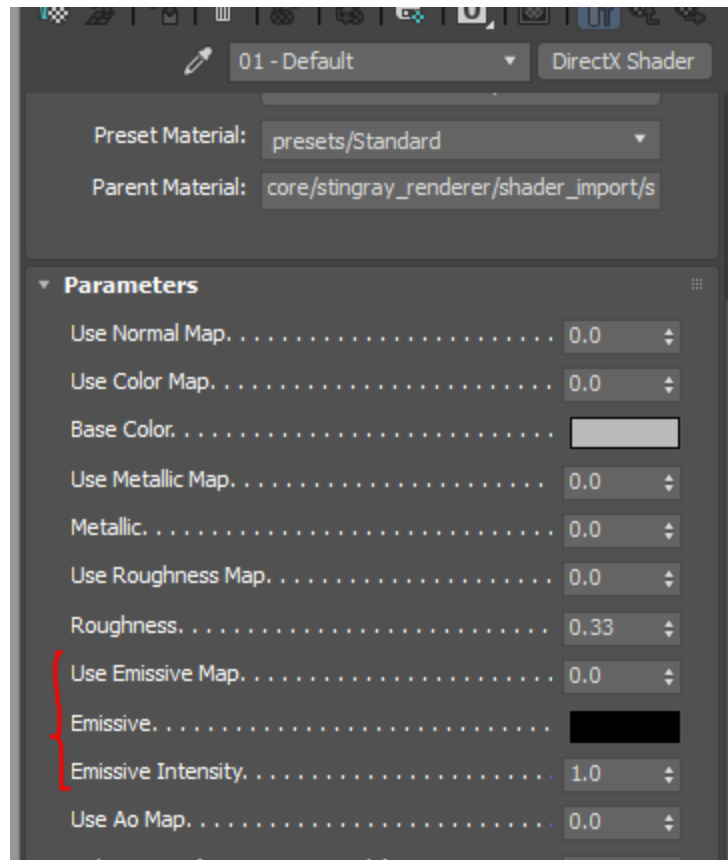 01 - Default DirectX Shader
Preset Material: presets/Standard
Parent Material: core/stingray_renderer/shader_import/s
Parameters
Use Normal Map. . . . . . . . . . . . . . . . . . . . . . . . . . 0.0
Use Color Map. . . . . . . . . . . . . . . . . . . . . . . . . . . 0.0
Base Color. . . . . . . . . . . . . . . . . . . . . . . . . . . . .
Use Metallic Map. . . . . . . . . . . . . . . . . . . . . . . . 0.0
Metallic. . . . . . . . . . . . . . . . . . . . . . . . . . . . . . . 0.0
Use Roughness Map. . . . . . . . . . . . . . . . . . . . . . 0.0
Roughness. . . . . . . . . . . . . . . . . . . . . . . . . . . . 0.33
Use Emissive Map. . . . . . . . . . . . . . . . . . . . . . . . 0.0
Emissive. . . . . . . . . . . . . . . . . . . . . . . . . . . . . .
Emissive Intensity. . . . . . . . . . . . . . . . . . . . . . . . 1.0
Use Ao Map. . . . . . . . . . . . . . . . . . . . . . . . . . . . 0.0